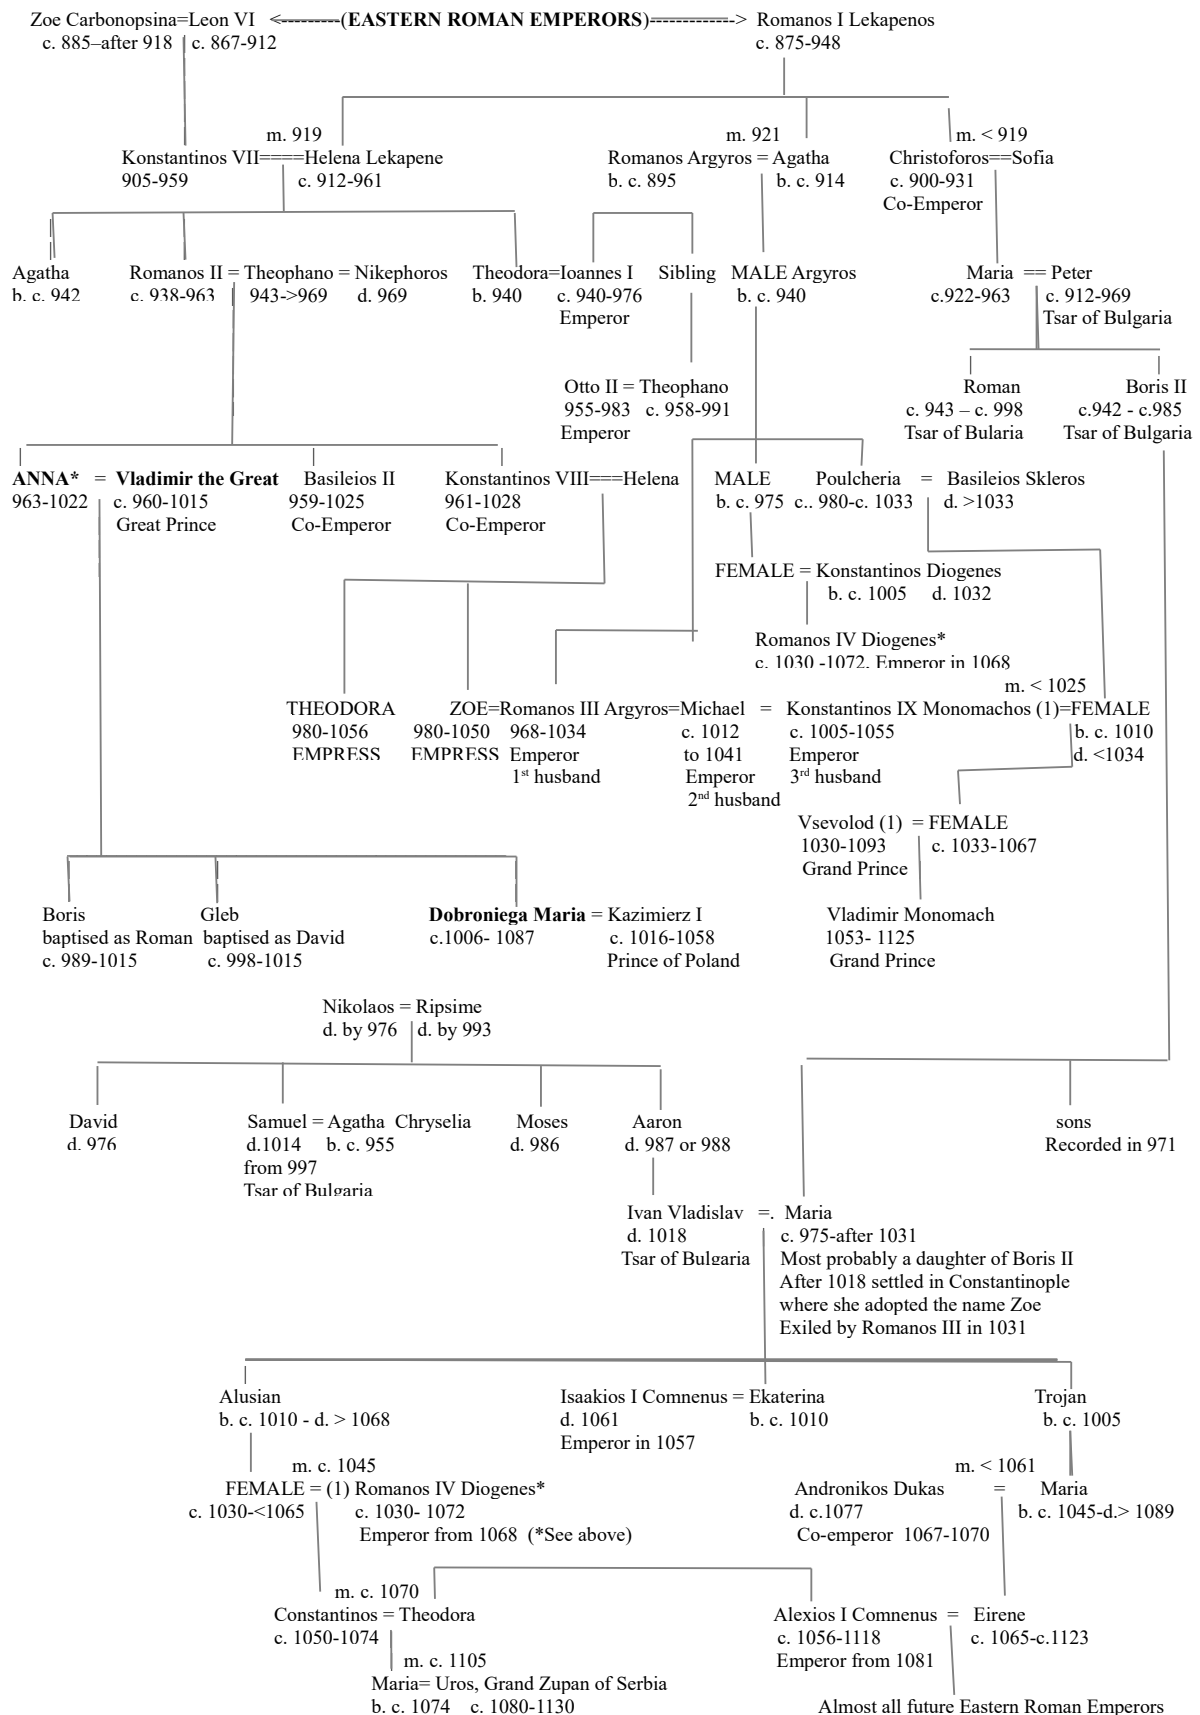 Zoe Carbonopsina=Leon VI <---------(EASTERN ROMAN EMPERORS)=============-> Romanos I Lekapenos
c. 885–after 918 c. 867-912 c. 875-948
m. 919 m. 921 m. < 919
Konstantinos VII====Helena Lekapene Romanos Argyros = Agatha Christoforos==Sofia
905-959 c. 912-961 b. c. 895 b. c. 914 c. 900-931
Co-Emperor
Agatha Romanos II = Theophano = Nikephoros Theodora=Ioannes I Sibling MALE Argyros Maria == Peter
b. c. 942 c. 938-963 943->969 d. 969 b. 940 c. 940-976 b. c. 940 c.922-963 c. 912-969
Emperor Tsar of Bulgaria
Otto II = Theophano Roman Boris II
955-983 c. 958-991 c. 943 – c. 998 c.942 - c.985
Emperor Tsar of Bularia Tsar of Bulgaria
ANNA* = Vladimir the Great Basileios II Konstantinos VIII===Helena MALE Poulcheria = Basileios Skleros
963-1022 c. 960-1015 959-1025 961-1028 b. c. 975 c.. 980-c. 1033 d. >1033
Great Prince Co-Emperor Co-Emperor
FEMALE = Konstantinos Diogenes
b. c. 1005 d. 1032
Romanos IV Diogenes*
c. 1030 -1072, Emperor in 1068
m. < 1025
THEODORA ZOE=Romanos III Argyros=Michael = Konstantinos IX Monomachos (1)=FEMALE
980-1056 980-1050 968-1034 c. 1012 c. 1005-1055 b. c. 1010
EMPRESS EMPRESS Emperor to 1041 Emperor d. <1034
1st husband Emperor 3rd husband
2nd husband
Vsevolod (1) = FEMALE
1030-1093 c. 1033-1067
Grand Prince
Boris Gleb Dobroniega Maria = Kazimierz I Vladimir Monomach
baptised as Roman baptised as David c.1006- 1087 c. 1016-1058 1053- 1125
c. 989-1015 c. 998-1015 Prince of Poland Grand Prince
Nikolaos = Ripsime
d. by 976 d. by 993
David Samuel = Agatha Chryselia Moses Aaron sons
d. 976 d.1014 b. c. 955 d. 986 d. 987 or 988 Recorded in 971
from 997
Tsar of Bulgaria
Ivan Vladislav =. Maria
d. 1018 c. 975-after 1031
Tsar of Bulgaria Most probably a daughter of Boris II
After 1018 settled in Constantinople
where she adopted the name Zoe
Exiled by Romanos III in 1031
Alusian Isaakios I Comnenus = Ekaterina Trojan
b. c. 1010 - d. > 1068 d. 1061 b. c. 1010 b. c. 1005
Emperor in 1057
m. c. 1045 m. < 1061
FEMALE = (1) Romanos IV Diogenes* Andronikos Dukas = Maria
c. 1030-<1065 c. 1030- 1072 d. c.1077 b. c. 1045-d.> 1089
Emperor from 1068 (*See above) Co-emperor 1067-1070
m. c. 1070
Constantinos = Theodora Alexios I Comnenus = Eirene
c. 1050-1074 c. 1056-1118 c. 1065-c.1123
m. c. 1105 Emperor from 1081
Maria= Uros, Grand Zupan of Serbia
b. c. 1074 c. 1080-1130 Almost all future Eastern Roman Emperors